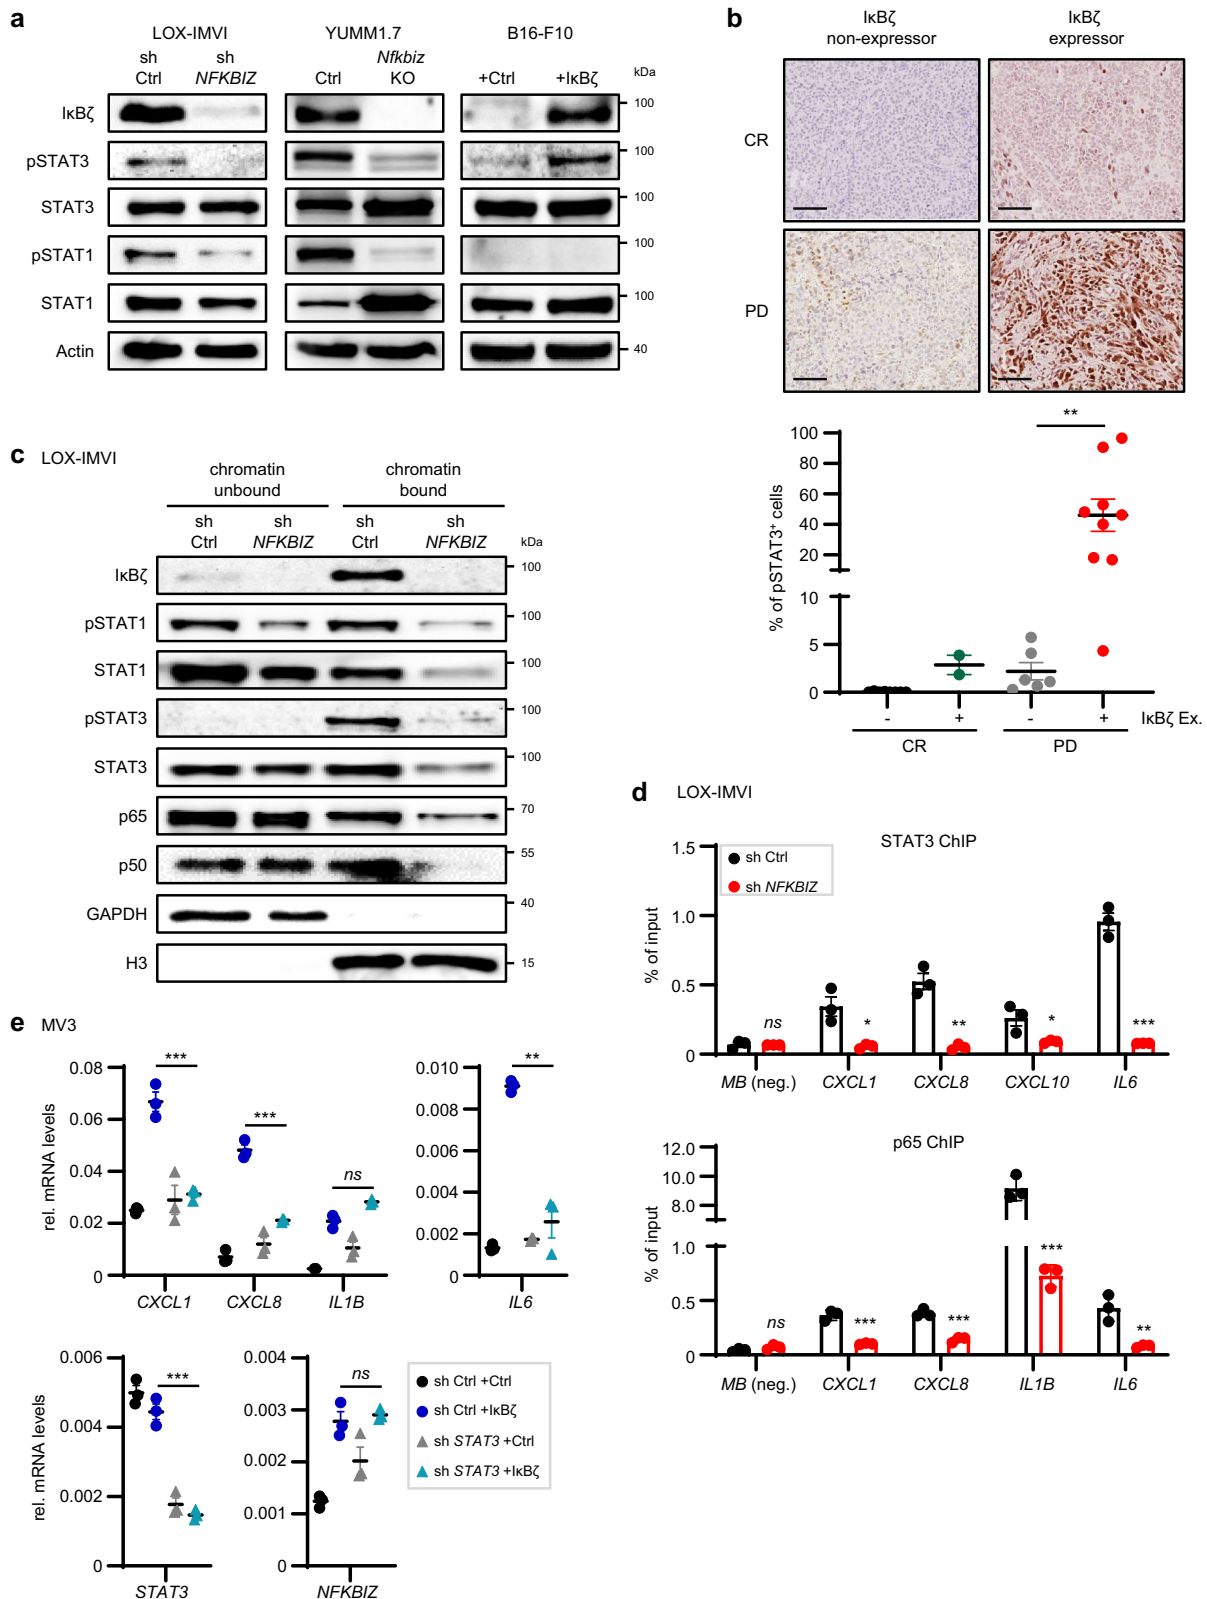 a
LOX-IMVI YUMM1.7 B16-F10
sh Ctrl sh NFKBIZ Ctrl Nfkbiz KO +Ctrl +IκBζ kDa
IκBζ 100
pSTAT3 100
STAT3 100
pSTAT1 100
STAT1 100
Actin 40
b
IκBζ non-expressor IκBζ expressor
CR
PD
% of pSTAT3+ cells
**
100
80
60
40
20
10
5
0
- + - + IκBζ Ex.
CR PD
c LOX-IMVI
chromatin unbound chromatin bound
sh Ctrl sh NFKBIZ sh Ctrl sh NFKBIZ kDa
IκBζ 100
pSTAT1 100
STAT1 100
pSTAT3 100
STAT3 100
p65 70
p50 55
GAPDH 40
H3 15
d LOX-IMVI
STAT3 ChIP
sh Ctrl
sh NFKBIZ
% of input
1.5
1.0
0.5
0
ns * ** * ***
MB (neg.) CXCL1 CXCL8 CXCL10 IL6
p65 ChIP
% of input
12.0
10.0
8.0
1.0
0.5
0
ns *** *** *** **
MB (neg.) CXCL1 CXCL8 IL1B IL6
e MV3
rel. mRNA levels
0.08
0.06
0.04
0.02
0
*** *** ns
CXCL1 CXCL8 IL1B
0.010
0.009
0.004
0.002
0
**
IL6
rel. mRNA levels
0.006
0.004
0.002
0
***
STAT3
0.004
0.003
0.002
0.001
0
ns
NFKBIZ
sh Ctrl +Ctrl
sh Ctrl +IκBζ
sh STAT3 +Ctrl
sh STAT3 +IκBζ